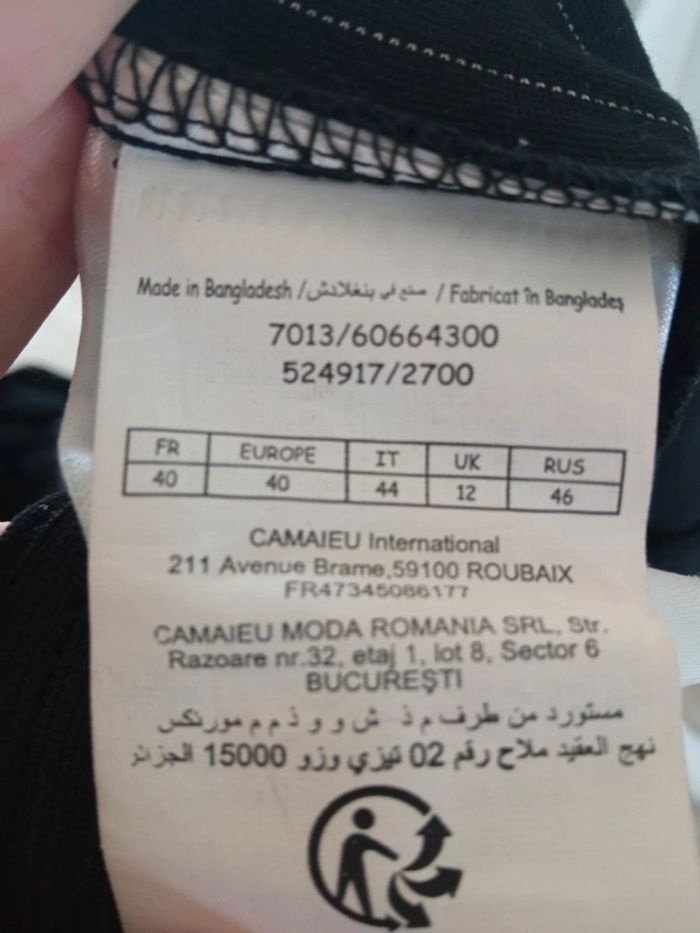 Made in Bangladesh / صنع في بنغلادش / Fabricat în Bangladeș
7013/60664300
524917/2700
FR EUROPE IT UK RUS
40 40 44 12 46
CAMAIEU International
211 Avenue Brame,59100 ROUBAIX
FR47345086177
CAMAIEU MODA ROMANIA SRL, Str.
Razoare nr.32, etaj 1, lot 8, Sector 6
BUCUREȘTI
مستورد من طرف م ذ ش و و ذ م م مورنكس
نهج العقيد ملاح رقم 02 تيزي وزو 15000 الجزائر